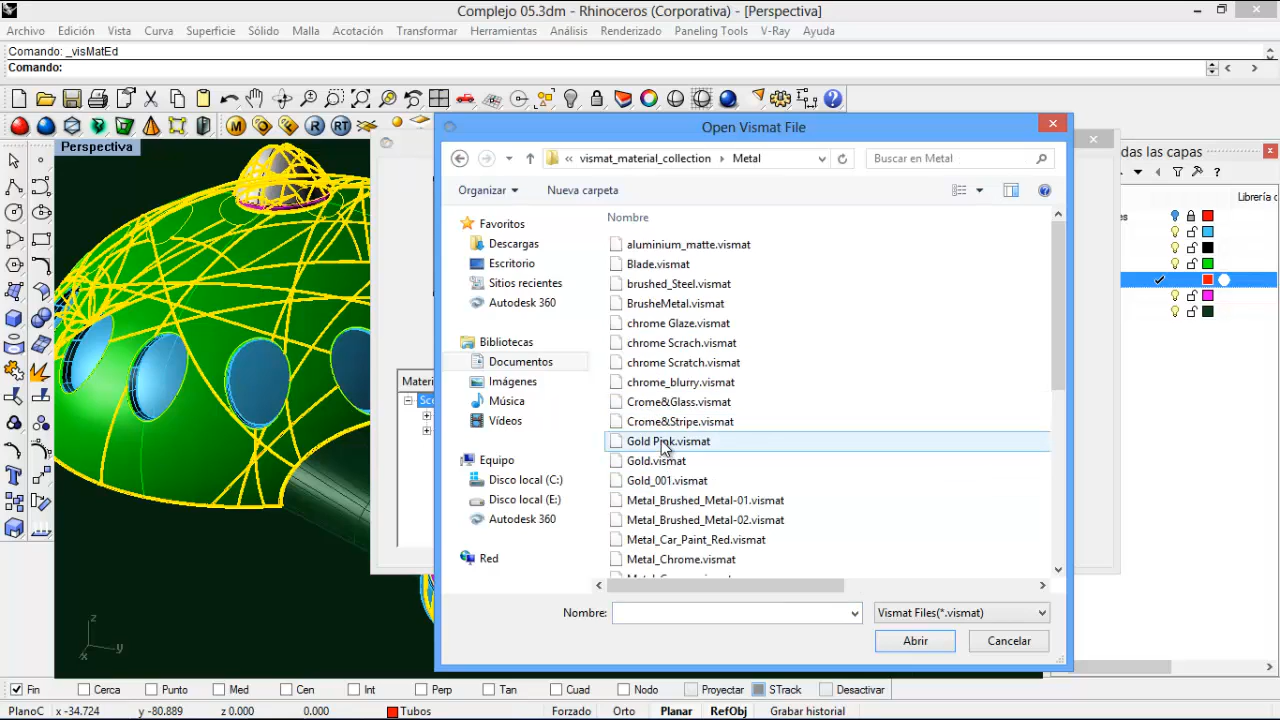 Complejo 05.3dm - Rhinoceros (Corporativa) - [Perspectiva]
Archivo Edición Vista Curva Superficie Sólido Malla Acotación Transformar Herramientas Análisis Renderizado Paneling Tools V-Ray Ayuda
Comando: _visMatEd
Comando:
Perspectiva
Open Vismat File
das las capas
« vismat_material_collection › Metal
Buscar en Metal
Organizar
Nueva carpeta
Librería
Favoritos
Descargas
Escritorio
Sitios recientes
Autodesk 360
Bibliotecas
Documentos
Imágenes
Música
Vídeos
Equipo
Disco local (C:)
Disco local (E:)
Autodesk 360
Red
Nombre
aluminium_matte.vismat
Blade.vismat
brushed_Steel.vismat
BrusheMetal.vismat
chrome Glaze.vismat
chrome Scrach.vismat
chrome Scratch.vismat
chrome_blurry.vismat
Crome&Glass.vismat
Crome&Stripe.vismat
Gold Pink.vismat
Gold.vismat
Gold_001.vismat
Metal_Brushed_Metal-01.vismat
Metal_Brushed_Metal-02.vismat
Metal_Car_Paint_Red.vismat
Metal_Chrome.vismat
Materi
Sc
Nombre:
Vismat Files(*.vismat)
Abrir
Cancelar
z
y
x
Fin Cerca Punto Med Cen Int Perp Tan Cuad Nodo Proyectar STrack Desactivar
PlanoC x -34.724 y -80.889 z 0.000 0.000 Tubos Forzado Orto Planar RefObj Grabar historial